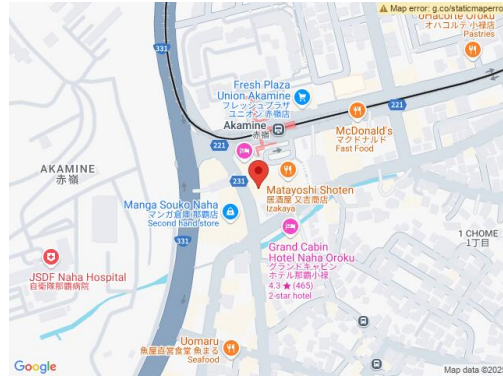 Map error: g.co/staticmaperro
331
UHacorté Oroku
オハコルテ 小禄店
Pastries
Fresh Plaza
Union Akamine
フレッシュプラザ
ユニオン 赤嶺店
221
Akamine
赤嶺
McDonald's
マクドナルド
Fast Food
221
AKAMINE
赤嶺
231
Matayoshi Shoten
居酒屋 又吉商店
Izakaya
Manga Souko Naha
マンガ倉庫 那覇店
Second hand store
331
Grand Cabin
Hotel Naha Oroku
グランドキャビン
ホテル那覇小禄
4.3 ★ (465)
2-star hotel
1 CHOME
1丁目
JSDF Naha Hospital
自衛隊那覇病院
231
Uomaru
魚屋直営食堂 魚まる
Seafood
Google
Map data ©202